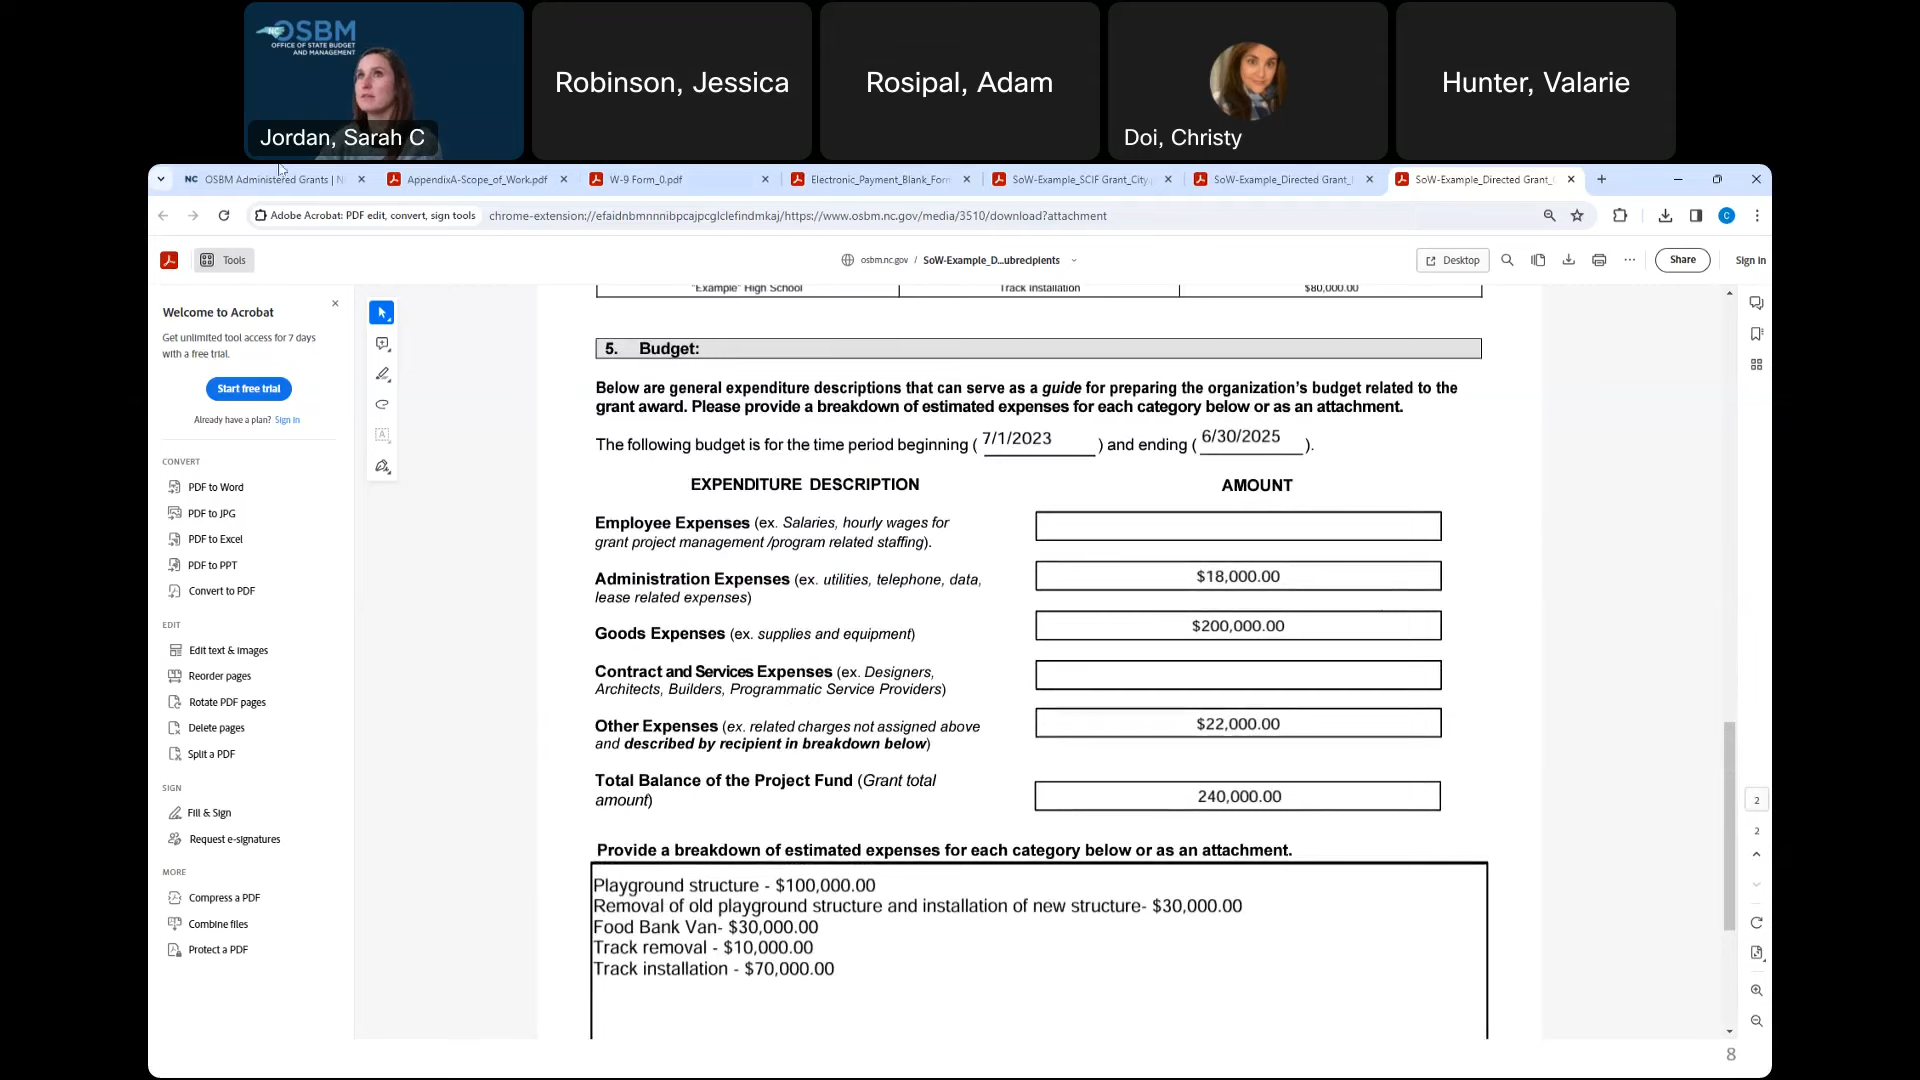 NC OSBM
OFFICE OF STATE BUDGET
AND MANAGEMENT
Jordan, Sarah C
Robinson, Jessica
Rosipal, Adam
Doi, Christy
Hunter, Valarie
NC OSBM Administered Grants | N
AppendixA-Scope_of_Work.pdf
W-9 Form_0.pdf
Electronic_Payment_Blank_Form
SoW-Example_SCIF Grant_City
SoW-Example_Directed Grant_
SoW-Example_Directed Grant_
Adobe Acrobat: PDF edit, convert, sign tools
chrome-extension://efaidnbmnnnibpcajpcglclefindmkaj/https://www.osbm.nc.gov/media/3510/download?attachment
C
Tools
osbm.nc.gov / SoW-Example_D...ubrecipients
Desktop
Share
Sign in
Welcome to Acrobat
Get unlimited tool access for 7 days
with a free trial.
Start free trial
Already have a plan? Sign in
CONVERT
PDF to Word
PDF to JPG
PDF to Excel
PDF to PPT
Convert to PDF
EDIT
Edit text & images
Reorder pages
Rotate PDF pages
Delete pages
Split a PDF
SIGN
Fill & Sign
Request e-signatures
MORE
Compress a PDF
Combine files
Protect a PDF
"Example" High School Track Installation $80,000.00
5. Budget:
Below are general expenditure descriptions that can serve as a guide for preparing the organization's budget related to the
grant award. Please provide a breakdown of estimated expenses for each category below or as an attachment.
The following budget is for the time period beginning ( 7/1/2023 ) and ending ( 6/30/2025 ).
EXPENDITURE DESCRIPTION AMOUNT
Employee Expenses (ex. Salaries, hourly wages for
grant project management /program related staffing).
Administration Expenses (ex. utilities, telephone, data,
lease related expenses)
$18,000.00
Goods Expenses (ex. supplies and equipment)
$200,000.00
Contract and Services Expenses (ex. Designers,
Architects, Builders, Programmatic Service Providers)
Other Expenses (ex. related charges not assigned above
and described by recipient in breakdown below)
$22,000.00
Total Balance of the Project Fund (Grant total
amount)
240,000.00
Provide a breakdown of estimated expenses for each category below or as an attachment.
Playground structure - $100,000.00
Removal of old playground structure and installation of new structure- $30,000.00
Food Bank Van- $30,000.00
Track removal - $10,000.00
Track installation - $70,000.00
2
2
8